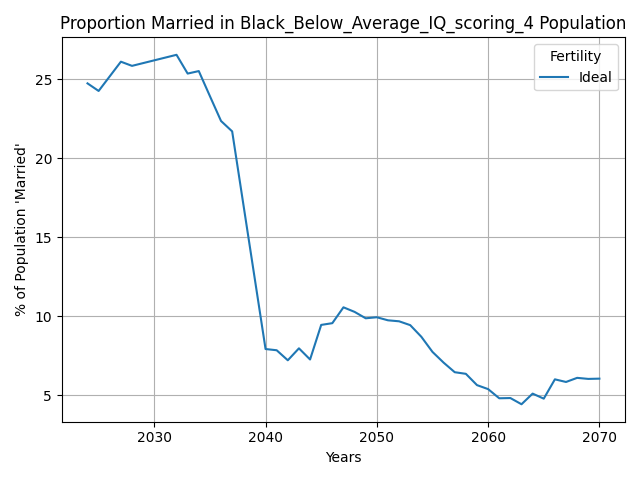 Proportion Married in Black_Below_Average_IQ_scoring_4 Population
Fertility
Ideal
% of Population 'Married'
25
20
15
10
5
2030
2040
2050
2060
2070
Years